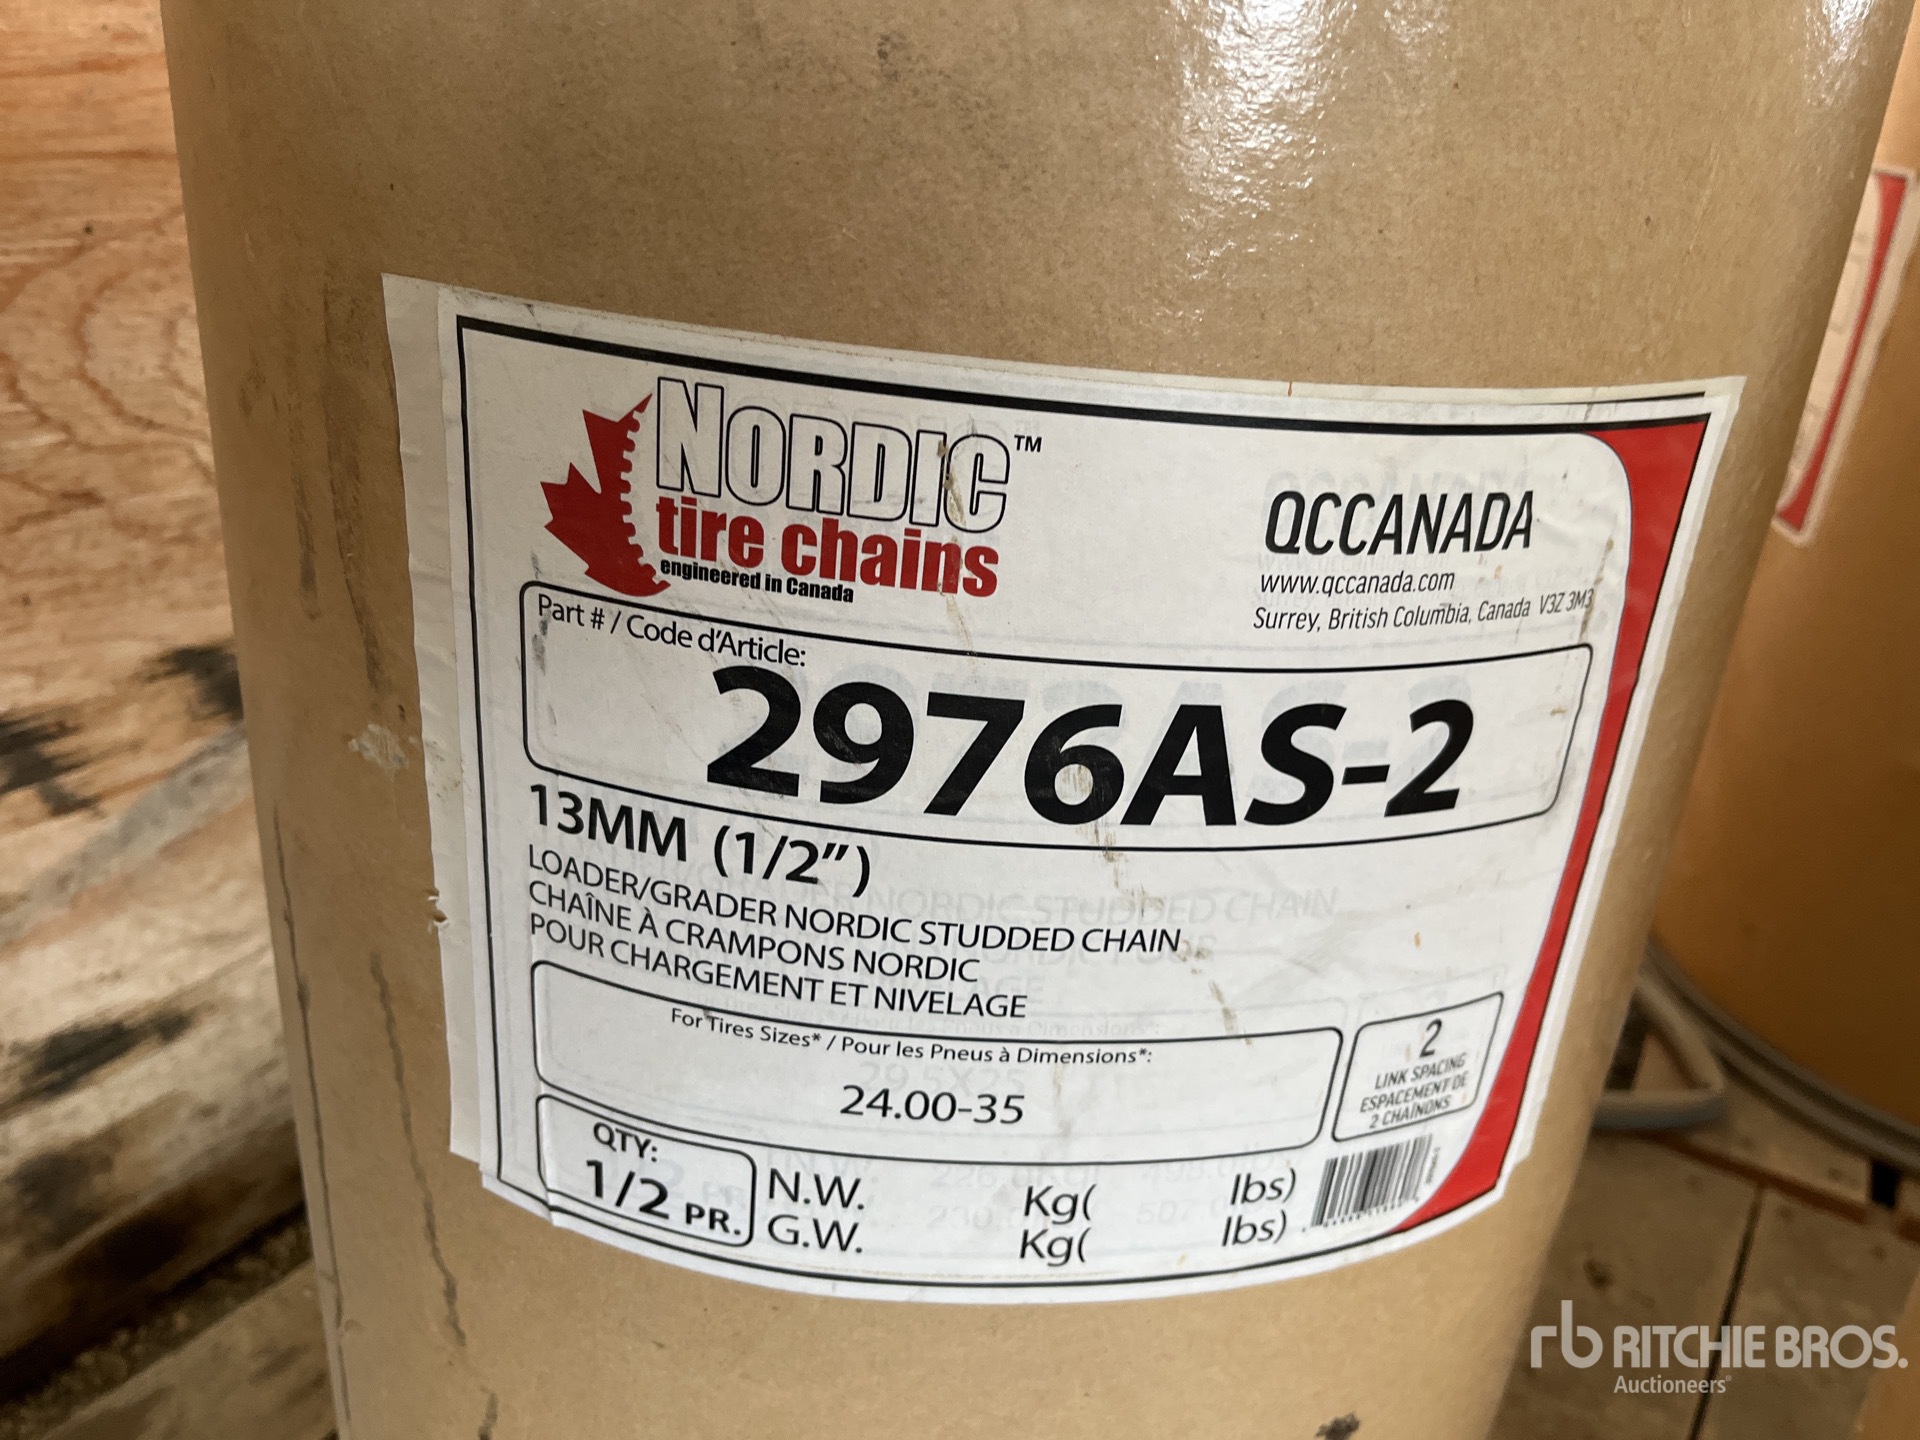 NORDIC™
tire chains
engineered in Canada
QCCANADA
www.qccanada.com
Surrey, British Columbia, Canada V3Z 3M3
Part # / Code d'Article:
2976AS-2
13MM (1/2")
LOADER/GRADER NORDIC STUDDED CHAIN
CHAÎNE À CRAMPONS NORDIC
POUR CHARGEMENT ET NIVELAGE
For Tires Sizes* / Pour les Pneus à Dimensions*:
24.00-35
2
LINK SPACING
ESPACEMENT DE
2 CHAÎNONS
QTY:
1/2 PR.
N.W. Kg( lbs)
G.W. Kg( lbs)
rb RITCHIE BROS.
Auctioneers